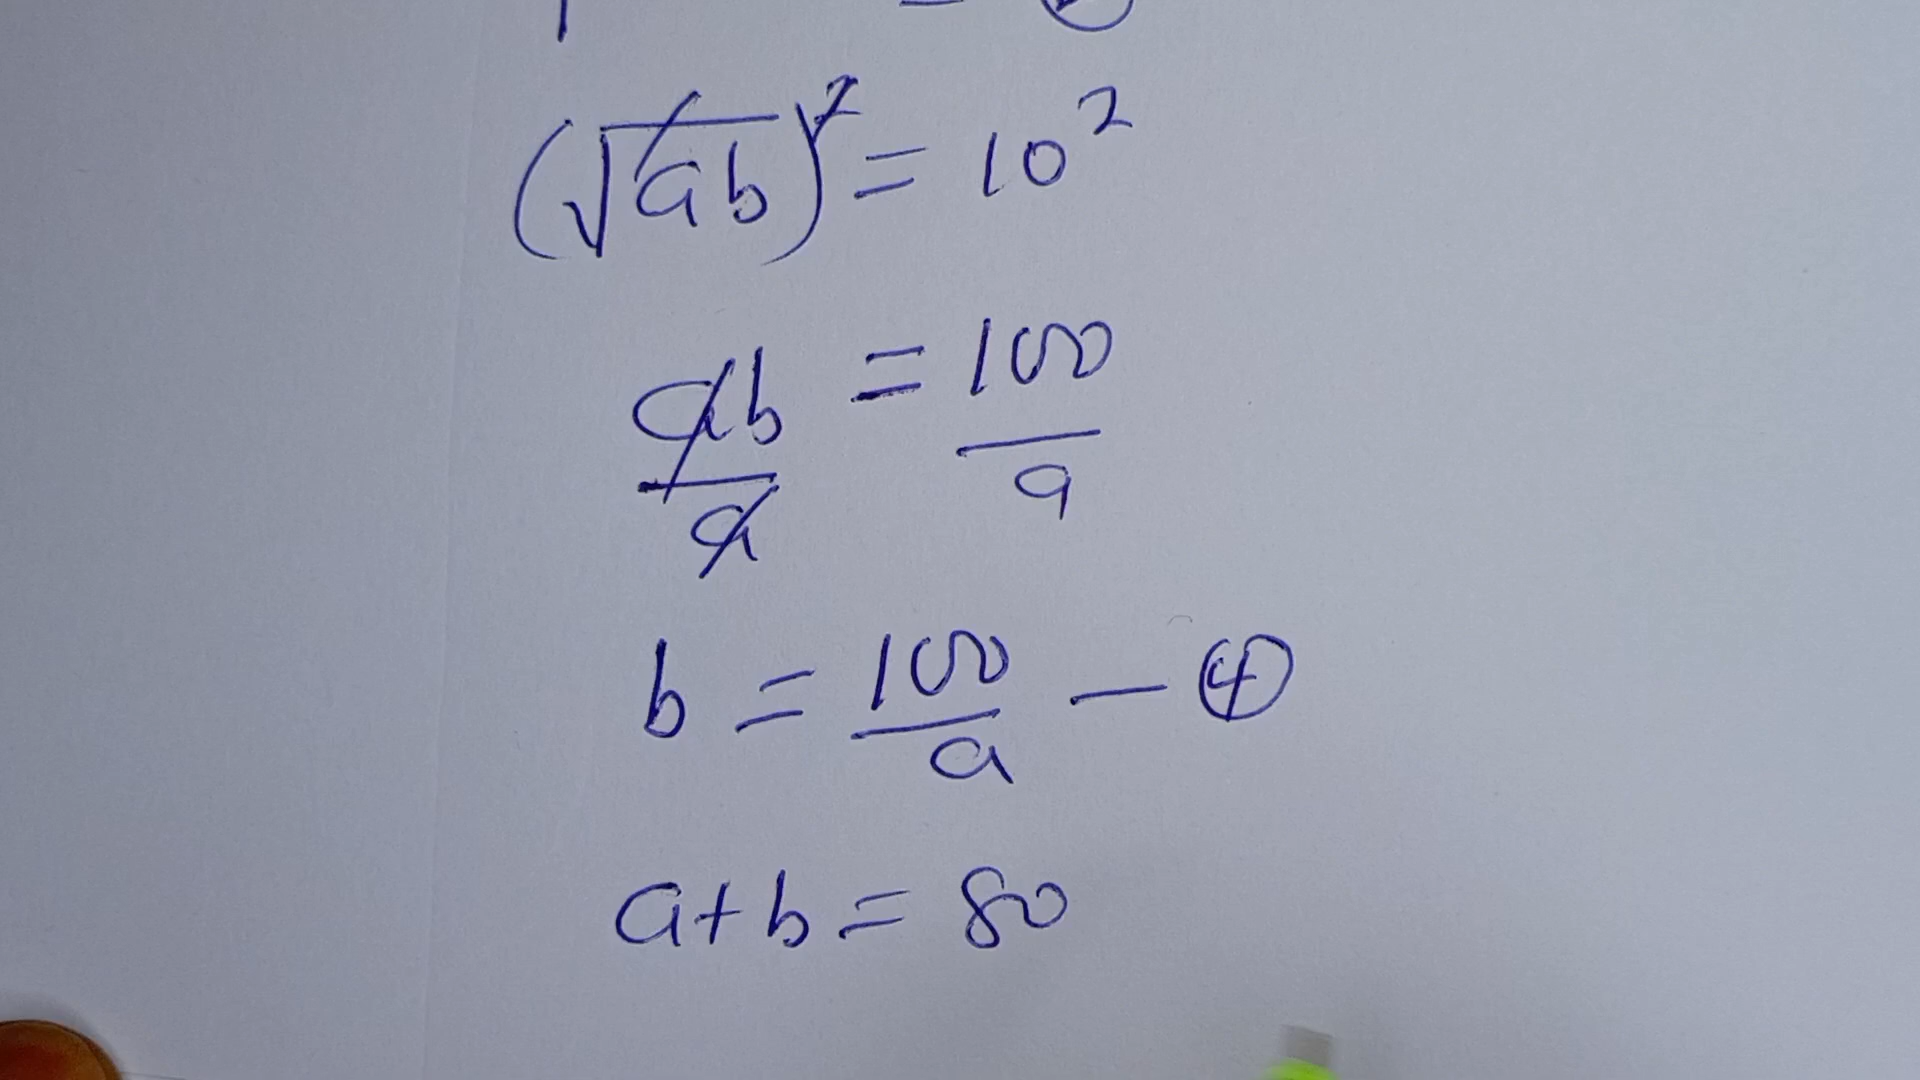 (√ab)² = 10²
ab/a = 100/a
b = 100/a — ④
a+b = 80